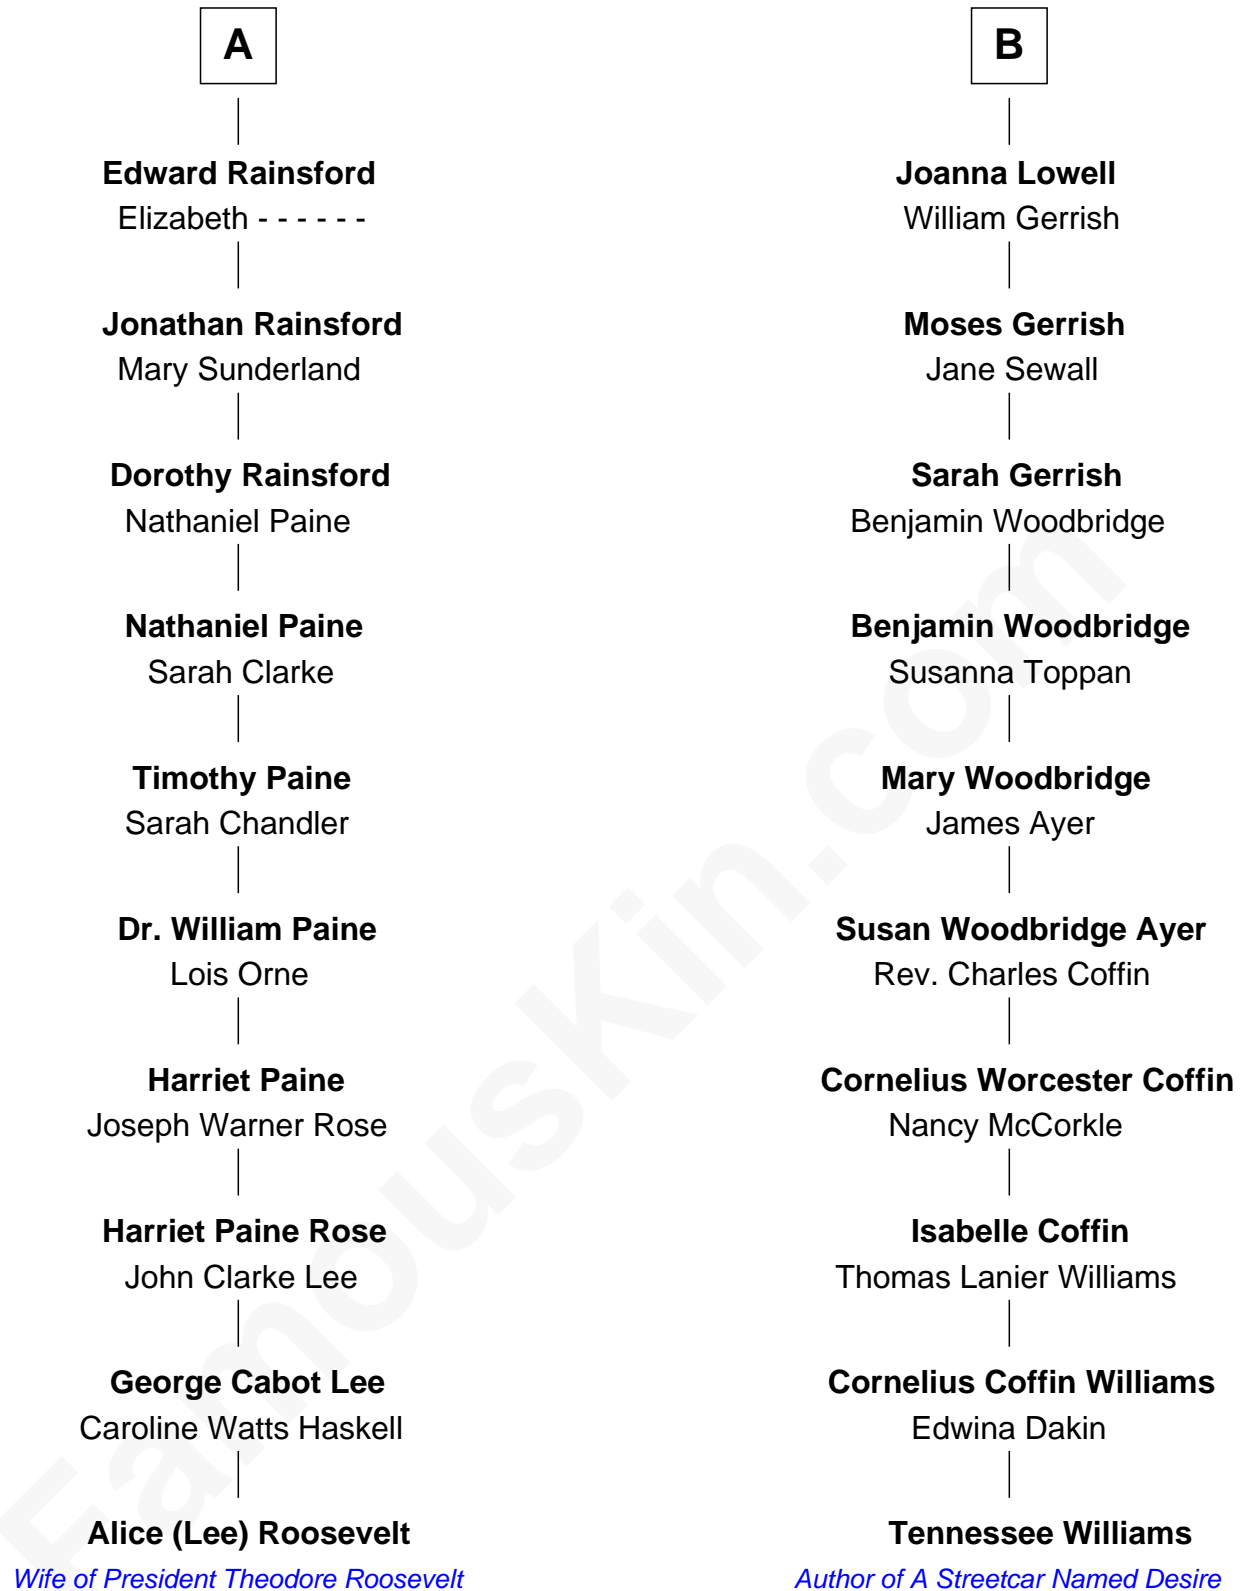 A
B
Edward Rainsford
Elizabeth - - - - - -
Joanna Lowell
William Gerrish
Jonathan Rainsford
Mary Sunderland
Moses Gerrish
Jane Sewall
Dorothy Rainsford
Nathaniel Paine
Sarah Gerrish
Benjamin Woodbridge
Nathaniel Paine
Sarah Clarke
Benjamin Woodbridge
Susanna Toppan
Timothy Paine
Sarah Chandler
Mary Woodbridge
James Ayer
Dr. William Paine
Lois Orne
Susan Woodbridge Ayer
Rev. Charles Coffin
Harriet Paine
Joseph Warner Rose
Cornelius Worcester Coffin
Nancy McCorkle
Harriet Paine Rose
John Clarke Lee
Isabelle Coffin
Thomas Lanier Williams
George Cabot Lee
Caroline Watts Haskell
Cornelius Coffin Williams
Edwina Dakin
Alice (Lee) Roosevelt
Wife of President Theodore Roosevelt
Tennessee Williams
Author of A Streetcar Named Desire
FamousKin.com